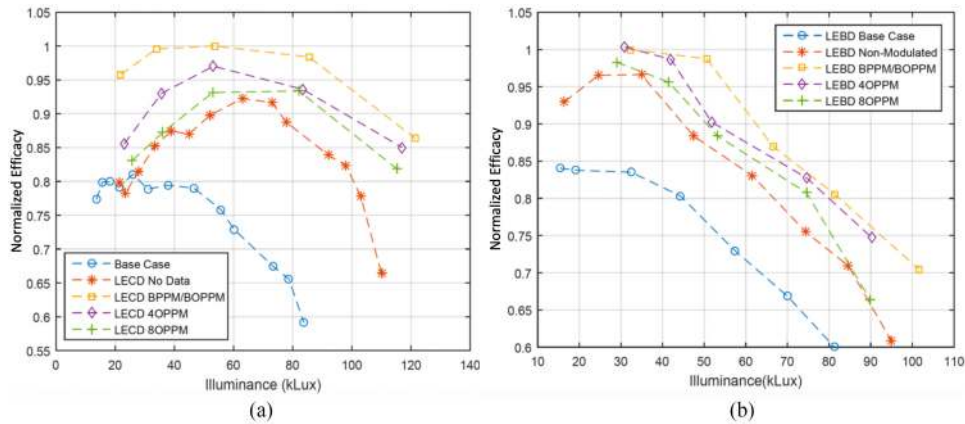 1.05
1
0.95
0.9
0.85
0.8
0.75
0.7
0.65
0.6
0.55
Normalized Efficacy
Base Case
LECD No Data
LECD BPPM/BOPPM
LECD 4OPPM
LECD 8OPPM
0 20 40 60 80 100 120 140
Illuminance (kLux)
(a)
1.05
1
0.95
0.9
0.85
0.8
0.75
0.7
0.65
0.6
Normalized Efficacy
LEBD Base Case
LEBD Non-Modulated
LEBD BPPM/BOPPM
LEBD 4OPPM
LEBD 8OPPM
10 20 30 40 50 60 70 80 90 100 110
Illuminance(kLux)
(b)